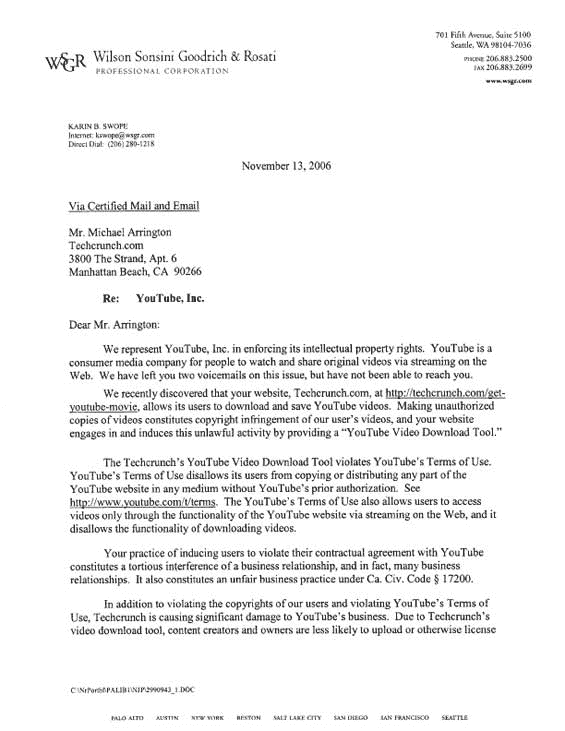 701 Fifth Avenue, Suite 5100
Seattle, WA 98104-7036
PHONE 206.883.2500
FAX 206.883.2699
www.wsgr.com
WSGR Wilson Sonsini Goodrich & Rosati
PROFESSIONAL CORPORATION
KARIN B. SWOPE
Internet: kswope@wsgr.com
Direct Dial: (206) 280-1218
November 13, 2006
Via Certified Mail and Email
Mr. Michael Arrington
Techcrunch.com
3800 The Strand, Apt. 6
Manhattan Beach, CA 90266
Re: YouTube, Inc.
Dear Mr. Arrington:
We represent YouTube, Inc. in enforcing its intellectual property rights. YouTube is a
consumer media company for people to watch and share original videos via streaming on the
Web. We have left you two voicemails on this issue, but have not been able to reach you.
We recently discovered that your website, Techcrunch.com, at http://techcrunch.com/get-
youtube-movie, allows its users to download and save YouTube videos. Making unauthorized
copies of videos constitutes copyright infringement of our user's videos, and your website
engages in and induces this unlawful activity by providing a "YouTube Video Download Tool."
The Techcrunch's YouTube Video Download Tool violates YouTube's Terms of Use.
YouTube's Terms of Use disallows its users from copying or distributing any part of the
YouTube website in any medium without YouTube's prior authorization. See
http://www.youtube.com/t/terms. The YouTube's Terms of Use also allows users to access
videos only through the functionality of the YouTube website via streaming on the Web, and it
disallows the functionality of downloading videos.
Your practice of inducing users to violate their contractual agreement with YouTube
constitutes a tortious interference of a business relationship, and in fact, many business
relationships. It also constitutes an unfair business practice under Ca. Civ. Code § 17200.
In addition to violating the copyrights of our users and violating YouTube's Terms of
Use, Techcrunch is causing significant damage to YouTube's business. Due to Techcrunch's
video download tool, content creators and owners are less likely to upload or otherwise license
PALO ALTO AUSTIN NEW YORK RESTON SALT LAKE CITY SAN DIEGO SAN FRANCISCO SEATTLE